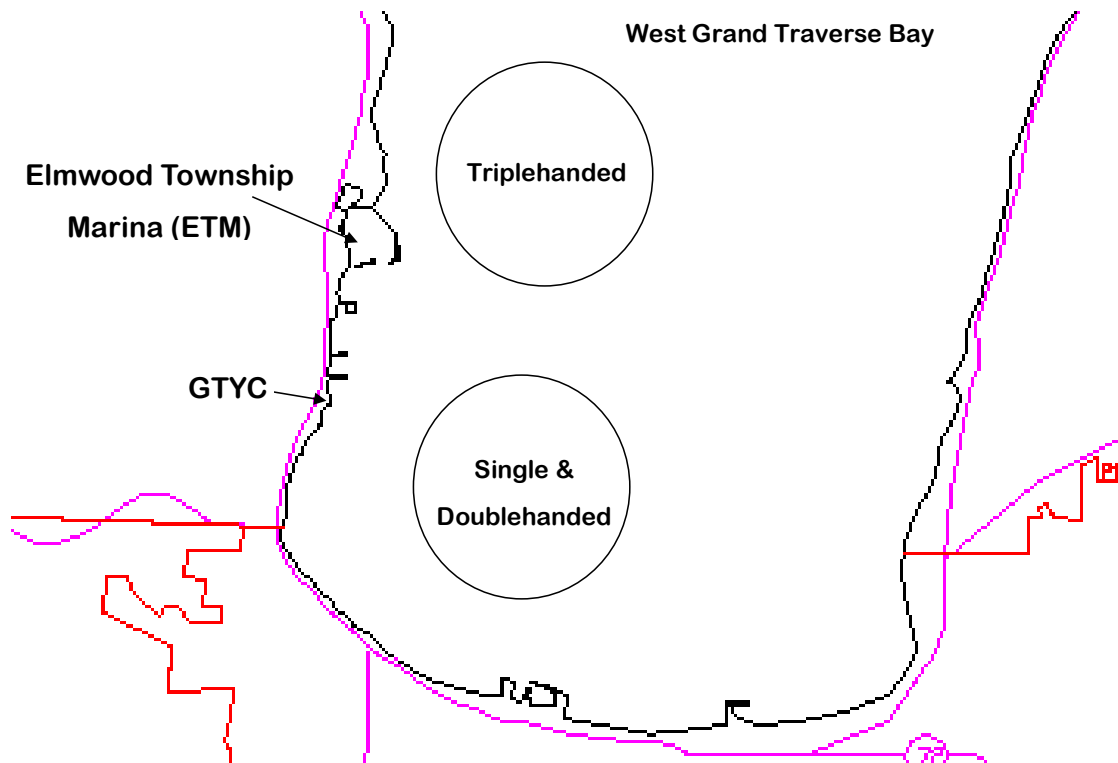 West Grand Traverse Bay
Elmwood Township
Marina (ETM)
Triplehanded
GTYC
Single &
Doublehanded